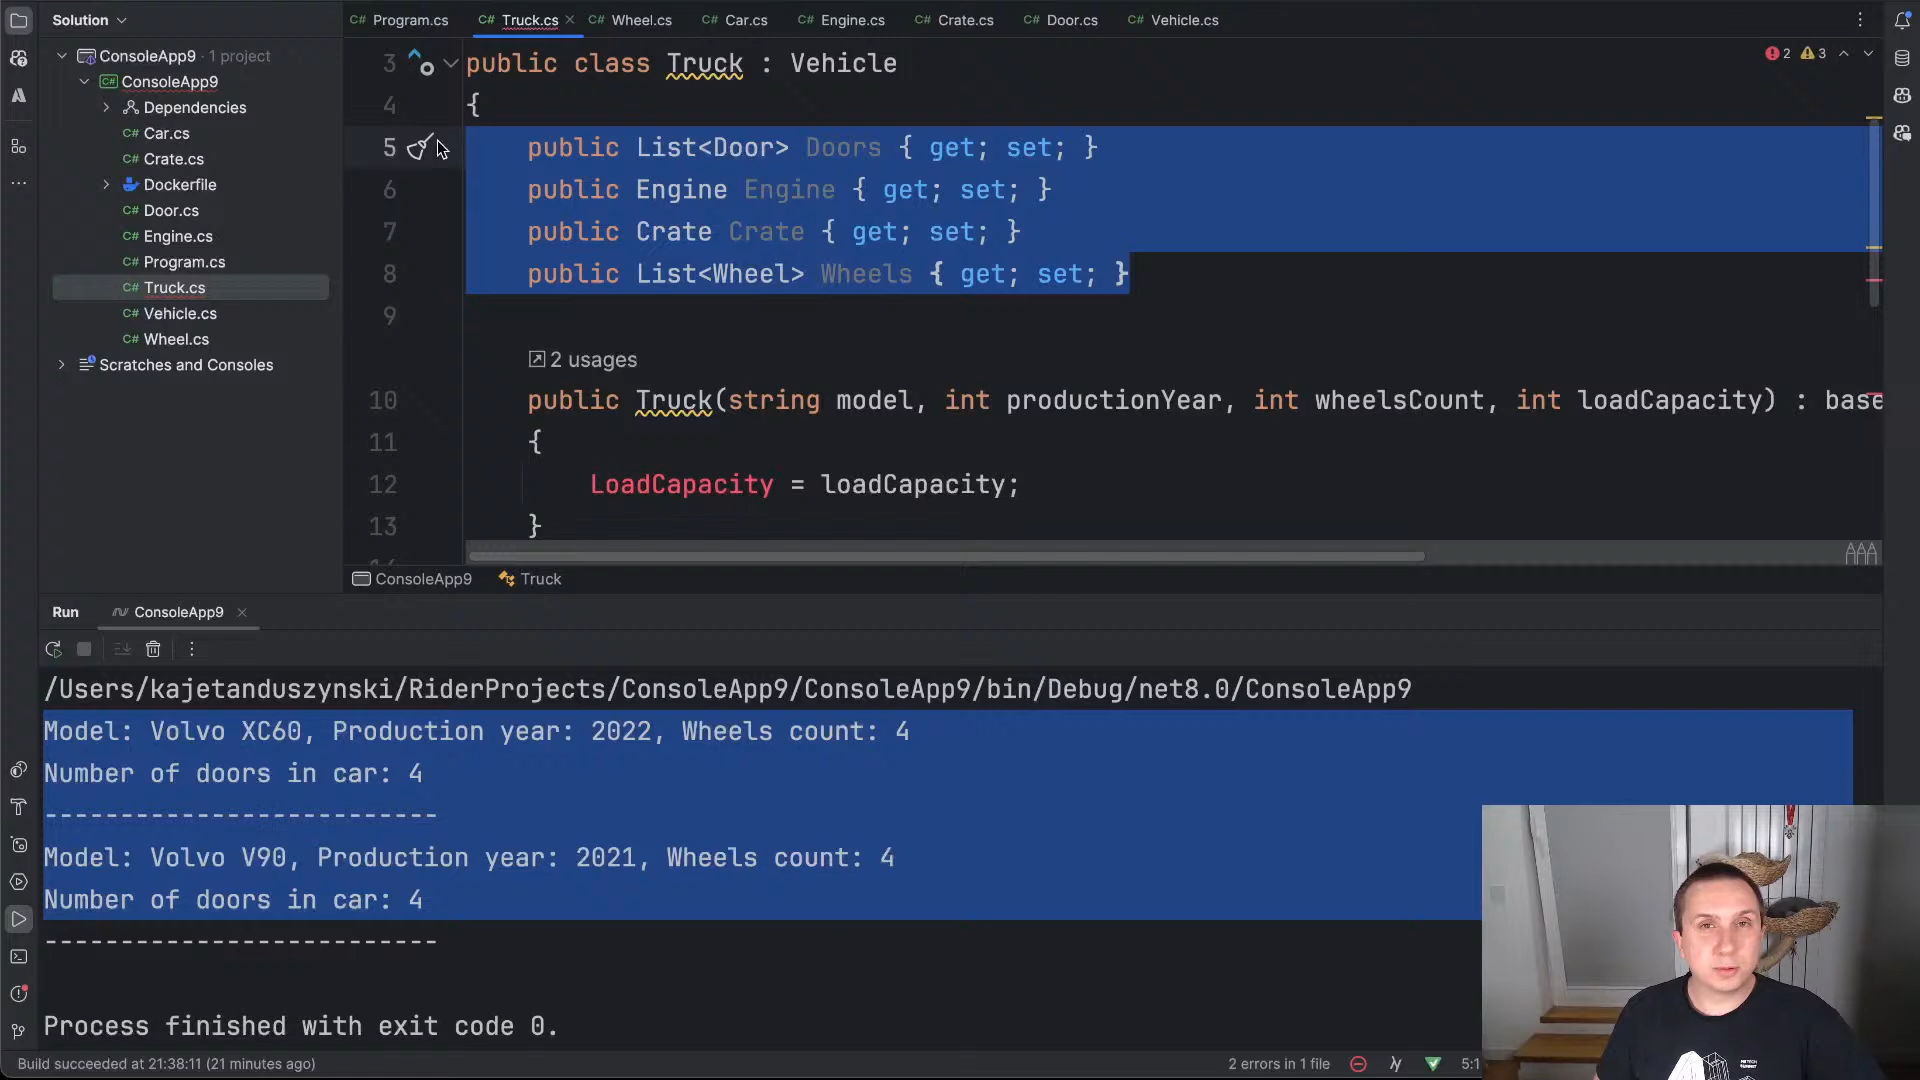 Solution
Program.cs
Truck.cs
Wheel.cs
Car.cs
Engine.cs
Crate.cs
Door.cs
Vehicle.cs
ConsoleApp9 · 1 project
ConsoleApp9
Dependencies
C# Car.cs
C# Crate.cs
Dockerfile
C# Door.cs
C# Engine.cs
C# Program.cs
C# Truck.cs
C# Vehicle.cs
C# Wheel.cs
Scratches and Consoles
2 3
3 public class Truck : Vehicle
4 {
5 public List<Door> Doors { get; set; }
6 public Engine Engine { get; set; }
7 public Crate Crate { get; set; }
8 public List<Wheel> Wheels { get; set; }
9
2 usages
10 public Truck(string model, int productionYear, int wheelsCount, int loadCapacity) : base
11 {
12 LoadCapacity = loadCapacity;
13 }
ConsoleApp9 Truck
Run ConsoleApp9
/Users/kajetanduszynski/RiderProjects/ConsoleApp9/ConsoleApp9/bin/Debug/net8.0/ConsoleApp9
Model: Volvo XC60, Production year: 2022, Wheels count: 4
Number of doors in car: 4
--------------------------
Model: Volvo V90, Production year: 2021, Wheels count: 4
Number of doors in car: 4
--------------------------
Process finished with exit code 0.
Build succeeded at 21:38:11 (21 minutes ago)
2 errors in 1 file
5:1